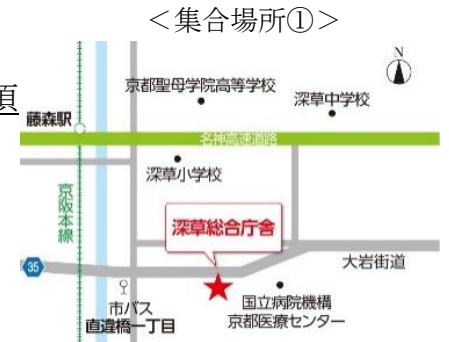 ＜集合場所①＞
N
京都聖母学院高等学校
深草中学校
項
藤森駅
名神高速道路
深草小学校
京阪本線
深草総合庁舎
35
大岩街道
市バス
直違橋一丁目
国立病院機構
京都医療センター